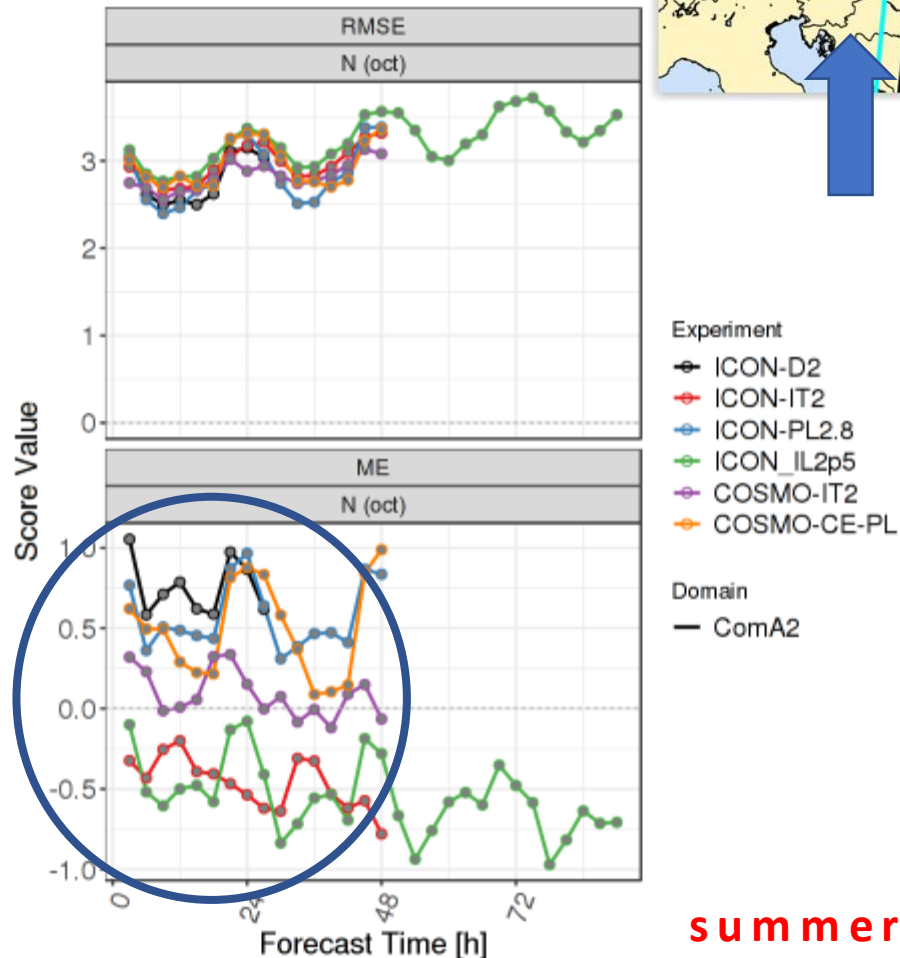 RMSE
N (oct)
3
2
1
0
ME
N (oct)
1.0
0.5
0.0
-0.5
-1.0
0
24
48
72
Score Value
Forecast Time [h]
Experiment
ICON-D2
ICON-IT2
ICON-PL2.8
ICON_IL2p5
COSMO-IT2
COSMO-CE-PL
Domain
ComA2
summer